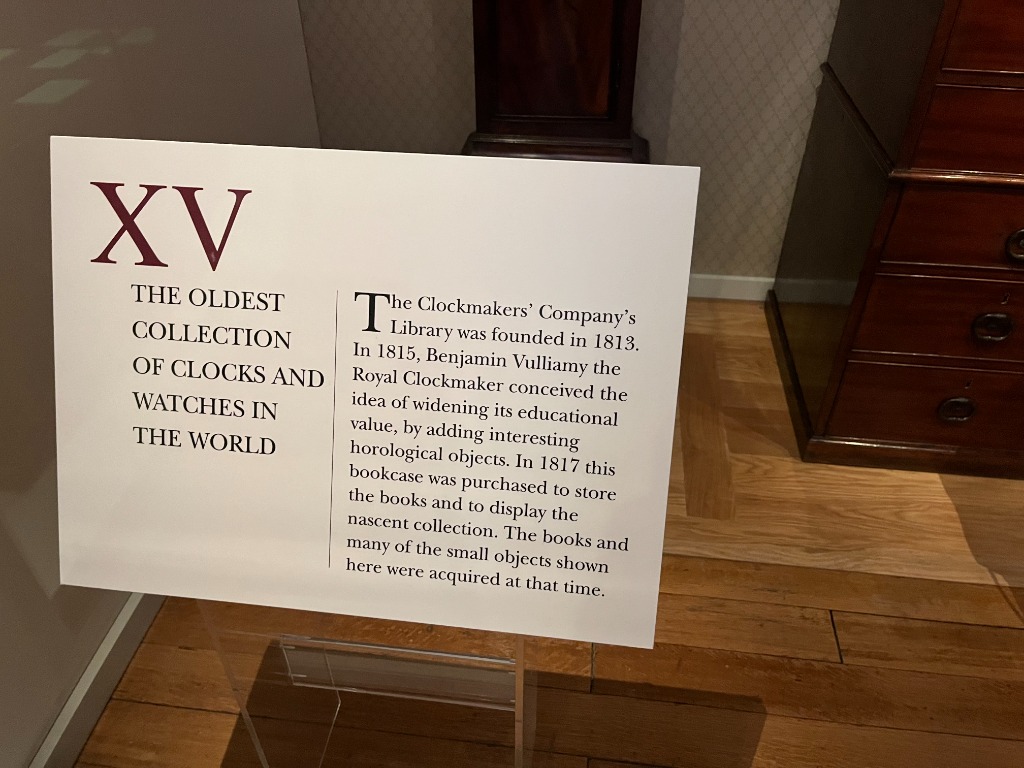 XV
THE OLDEST
COLLECTION
OF CLOCKS AND
WATCHES IN
THE WORLD
The Clockmakers’ Company’s
Library was founded in 1813.
In 1815, Benjamin Vulliamy the
Royal Clockmaker conceived the
idea of widening its educational
value, by adding interesting
horological objects. In 1817 this
bookcase was purchased to store
the books and to display the
nascent collection. The books and
many of the small objects shown
here were acquired at that time.